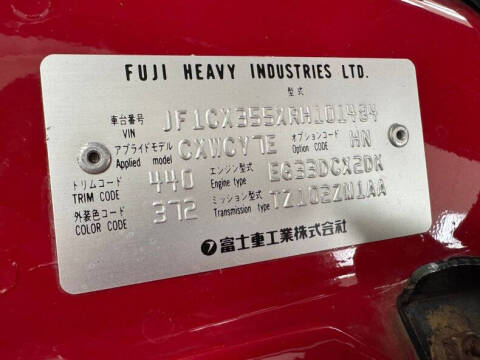 FUJI HEAVY INDUSTRIES LTD.
型式
車台番号 VIN JF1CX355XRH101484
アプライドモデル Applied model CXWCY7E オプションコード Option code HN
トリムコード TRIM CODE 440 エンジン型式 Engine type EG33DCX2DK
外装色コード COLOR CODE 372 ミッション型式 Transmission type TZ102ZW1AA
富士重工業株式会社